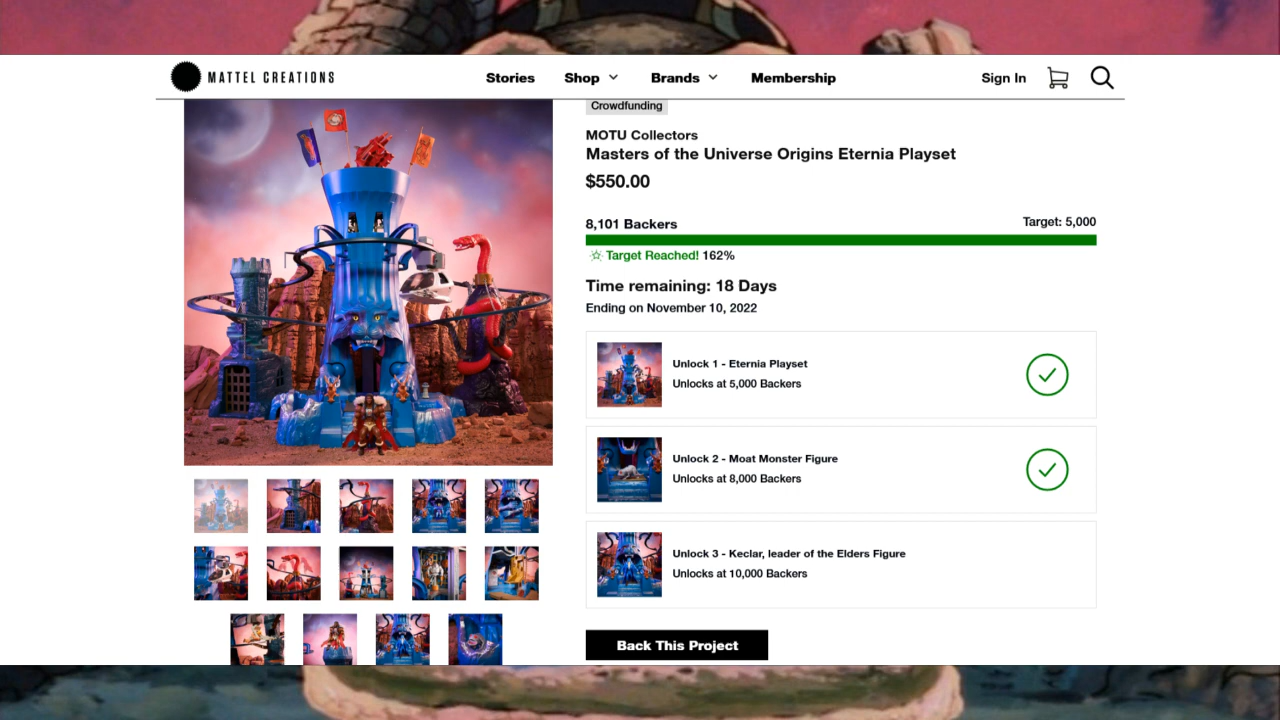 MATTEL CREATIONS
Stories Shop Brands Membership
Sign In
Crowdfunding
MOTU Collectors
Masters of the Universe Origins Eternia Playset
$550.00
8,101 Backers
Target: 5,000
Target Reached! 162%
Time remaining: 18 Days
Ending on November 10, 2022
Unlock 1 - Eternia Playset
Unlocks at 5,000 Backers
Unlock 2 - Moat Monster Figure
Unlocks at 8,000 Backers
Unlock 3 - Keclar, leader of the Elders Figure
Unlocks at 10,000 Backers
Back This Project